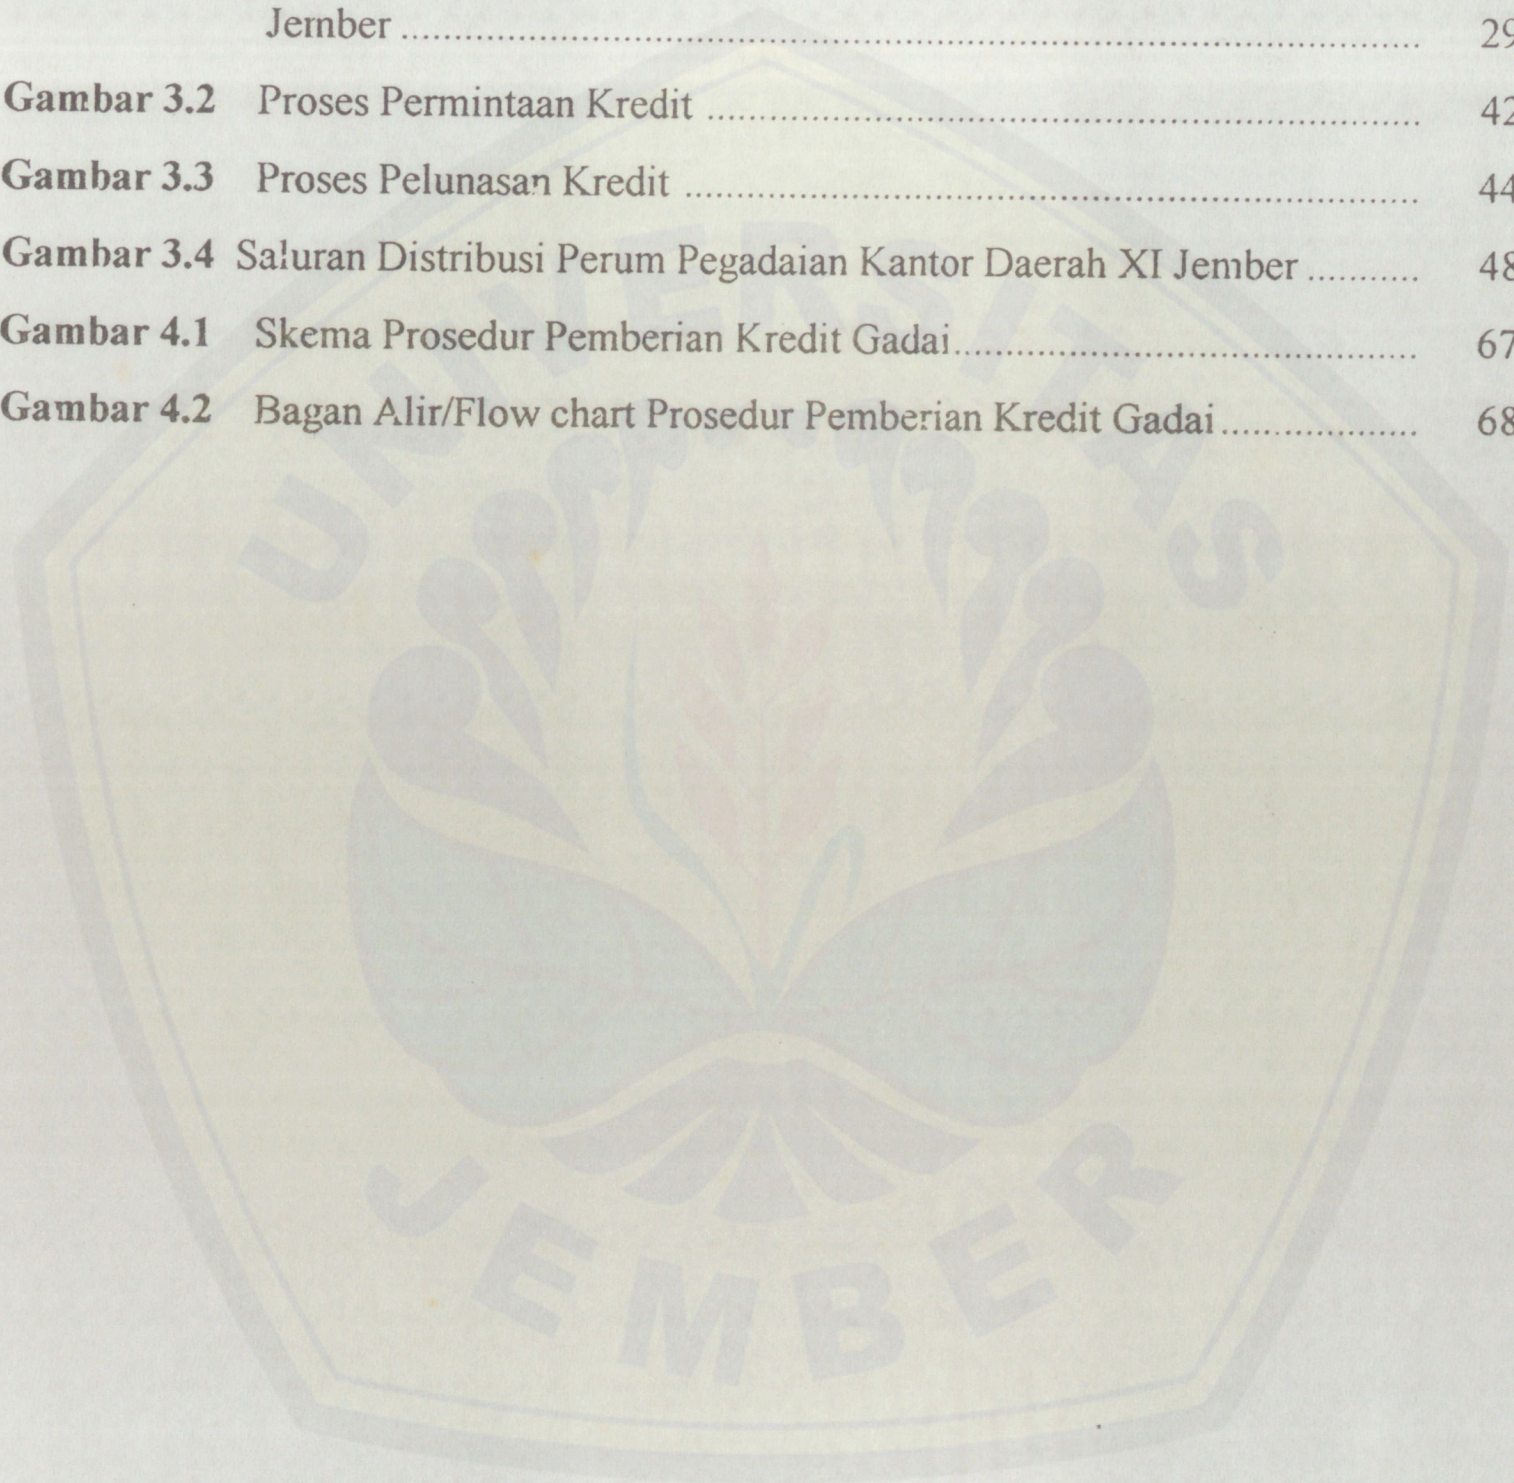 Jember ........................................................................ 29
Gambar 3.2 Proses Permintaan Kredit ........................................................................ 42
Gambar 3.3 Proses Pelunasan Kredit ........................................................................ 44
Gambar 3.4 Saluran Distribusi Perum Pegadaian Kantor Daerah XI Jember ........... 48
Gambar 4.1 Skema Prosedur Pemberian Kredit Gadai ............................................. 67
Gambar 4.2 Bagan Alir/Flow chart Prosedur Pemberian Kredit Gadai ................... 68
UNIVERSITAS
JEMBER